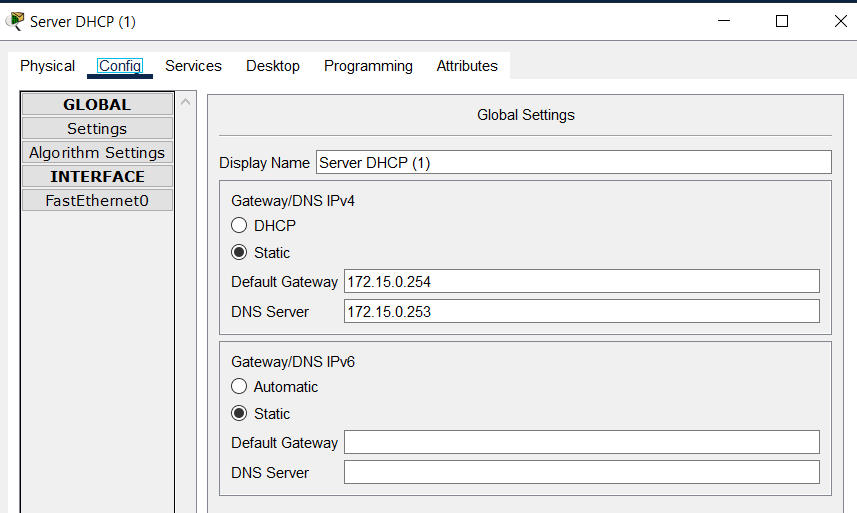 Server DHCP (1)
Physical Config Services Desktop Programming Attributes
GLOBAL
Settings
Algorithm Settings
INTERFACE
FastEthernet0
Global Settings
Display Name Server DHCP (1)
Gateway/DNS IPv4
DHCP
Static
Default Gateway 172.15.0.254
DNS Server 172.15.0.253
Gateway/DNS IPv6
Automatic
Static
Default Gateway
DNS Server